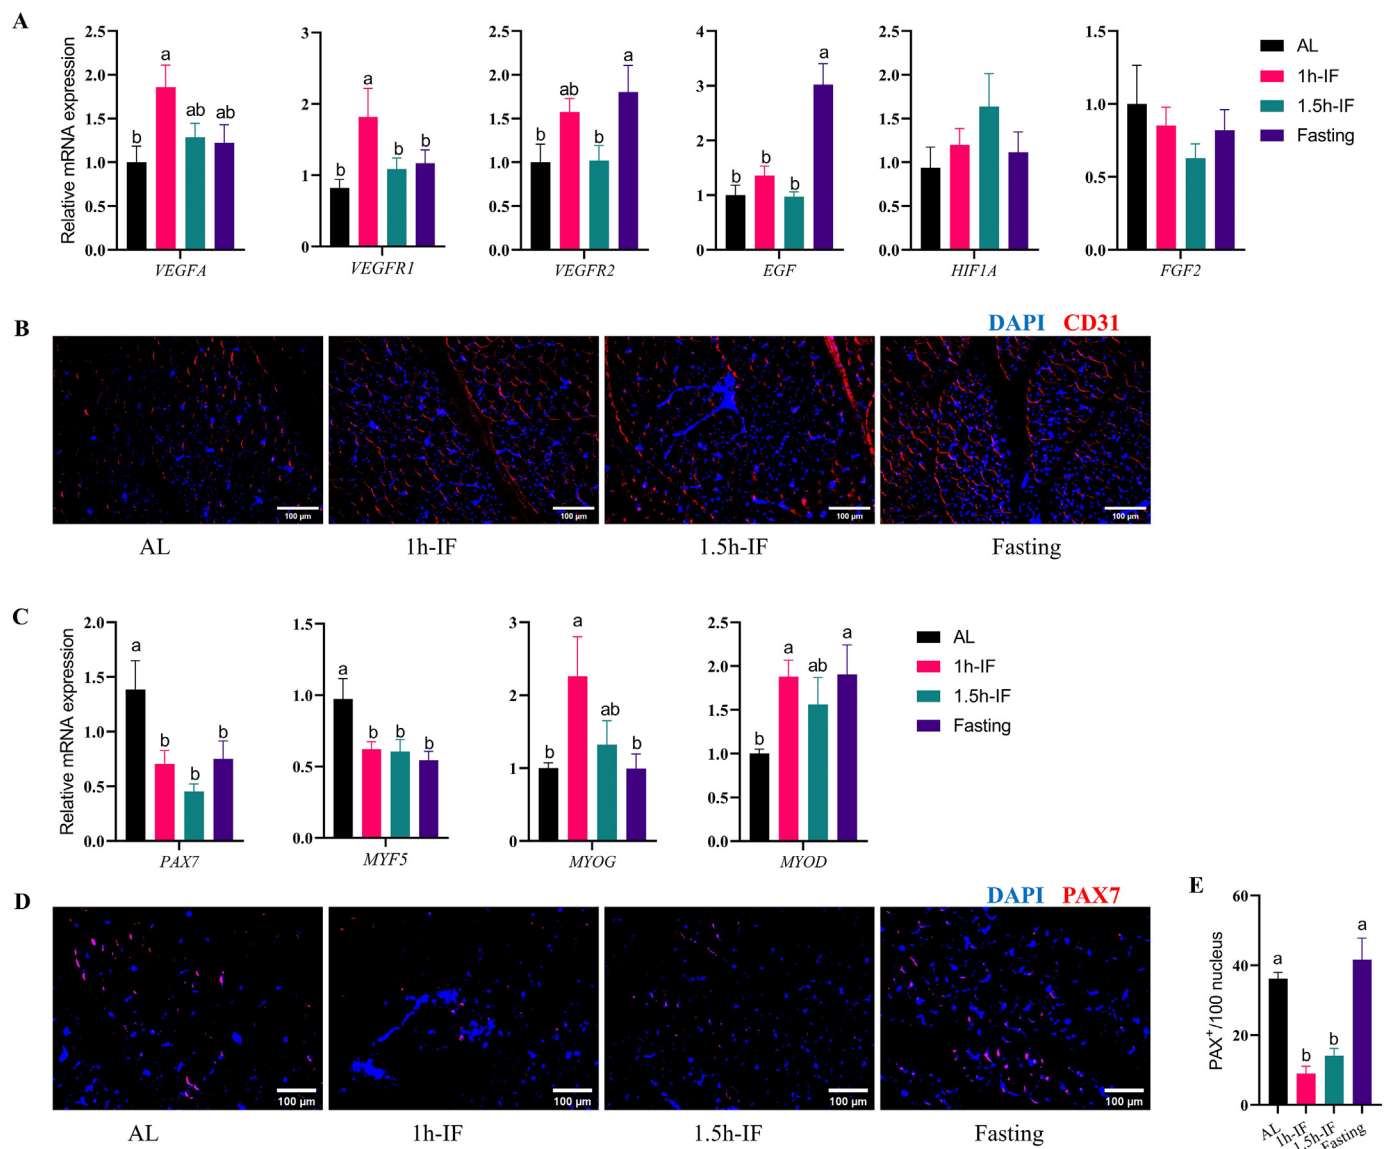 A
Relative mRNA expression
2.5
2.0
1.5
1.0
0.5
0.0
b
a
ab
ab
VEGFA
3
2
1
0
b
a
b
b
VEGFR1
2.5
2.0
1.5
1.0
0.5
0.0
b
ab
b
a
VEGFR2
4
3
2
1
0
b
b
b
a
EGF
2.5
2.0
1.5
1.0
0.5
0.0
HIF1A
1.5
1.0
0.5
0.0
FGF2
AL
1h-IF
1.5h-IF
Fasting
B
DAPI CD31
100 μm
100 μm
100 μm
100 μm
AL
1h-IF
1.5h-IF
Fasting
C
Relative mRNA expression
2.0
1.5
1.0
0.5
0.0
a
b
b
b
PAX7
1.5
1.0
0.5
0.0
a
b
b
b
MYF5
3
2
1
0
b
a
ab
b
MYOG
2.5
2.0
1.5
1.0
0.5
0.0
b
a
ab
a
MYOD
AL
1h-IF
1.5h-IF
Fasting
D
DAPI PAX7
100 μm
100 μm
100 μm
100 μm
AL
1h-IF
1.5h-IF
Fasting
E
PAX⁺/100 nucleus
60
40
20
0
a
b
b
a
AL
1h-IF
1.5h-IF
Fasting